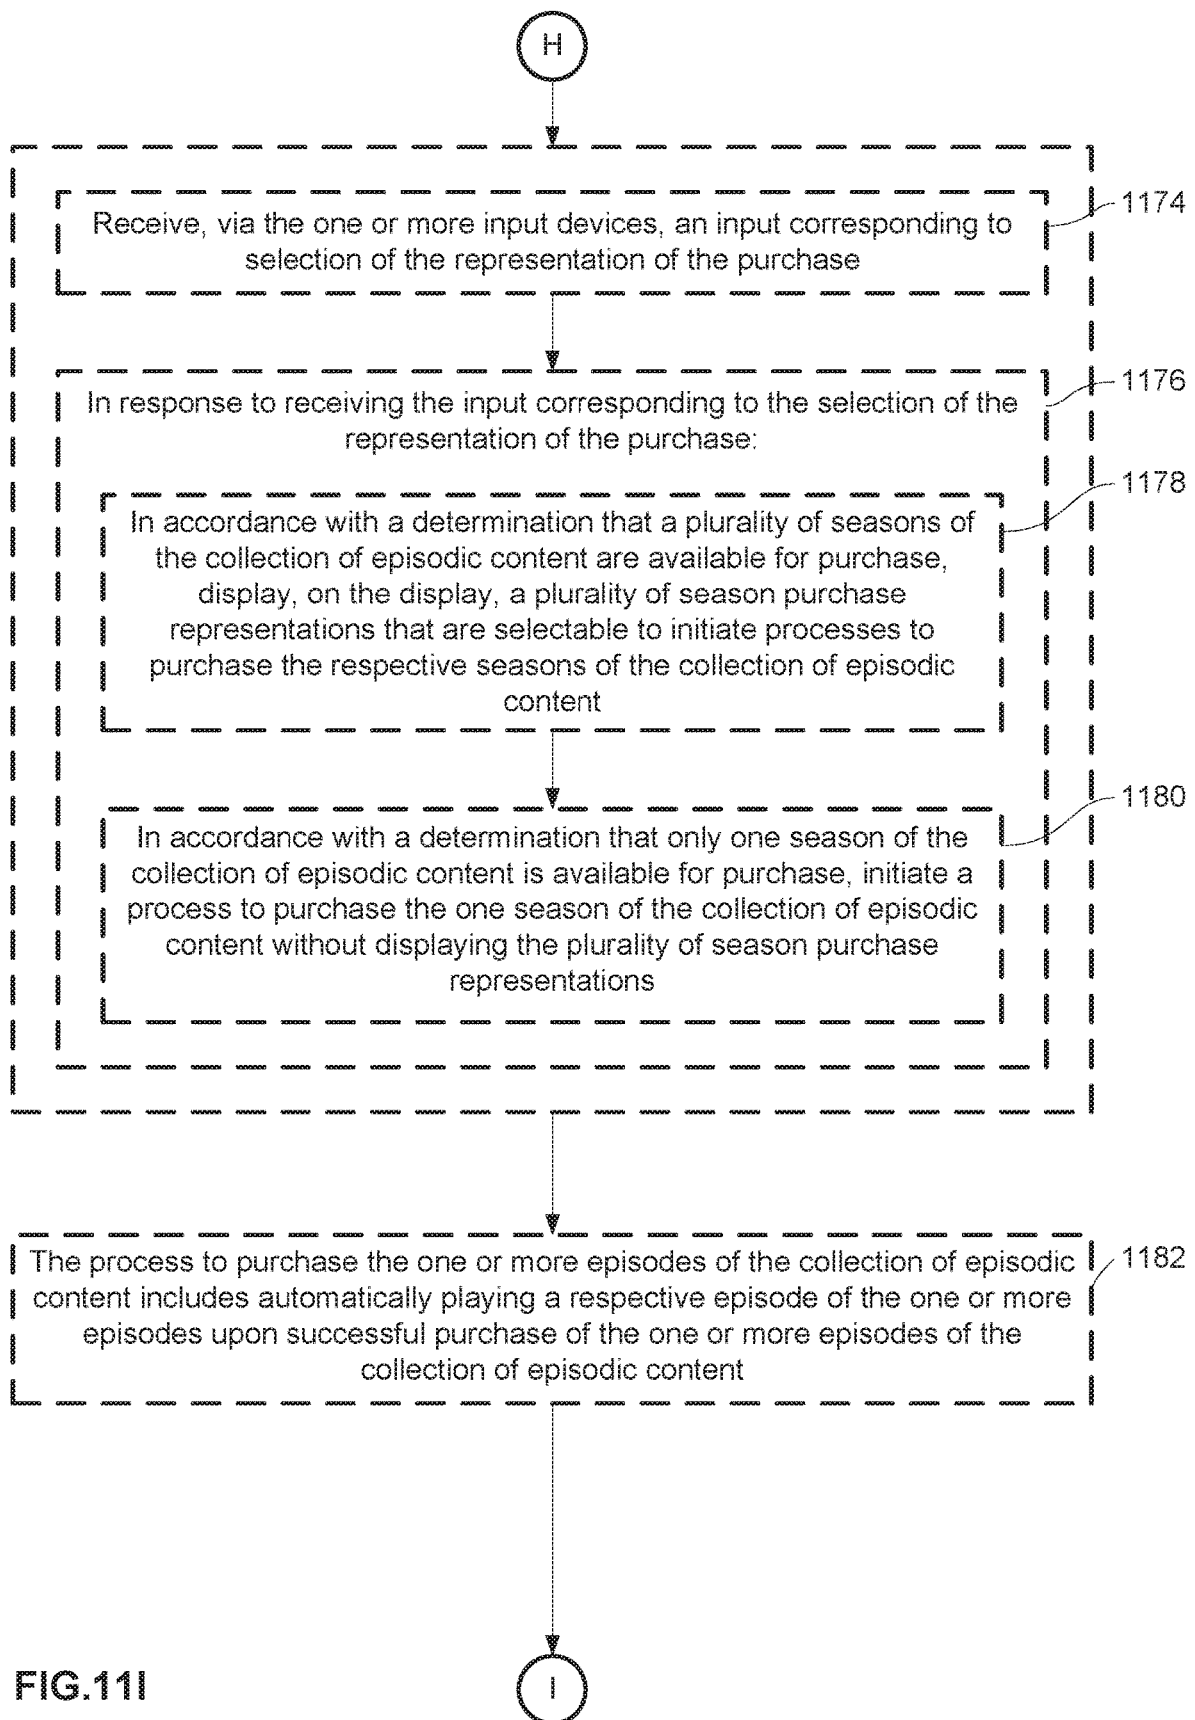 H
1174
Receive, via the one or more input devices, an input corresponding to
selection of the representation of the purchase
1176
In response to receiving the input corresponding to the selection of the
representation of the purchase:
1178
In accordance with a determination that a plurality of seasons of
the collection of episodic content are available for purchase,
display, on the display, a plurality of season purchase
representations that are selectable to initiate processes to
purchase the respective seasons of the collection of episodic
content
1180
In accordance with a determination that only one season of the
collection of episodic content is available for purchase, initiate a
process to purchase the one season of the collection of episodic
content without displaying the plurality of season purchase
representations
1182
The process to purchase the one or more episodes of the collection of episodic
content includes automatically playing a respective episode of the one or more
episodes upon successful purchase of the one or more episodes of the
collection of episodic content
FIG.11I
I